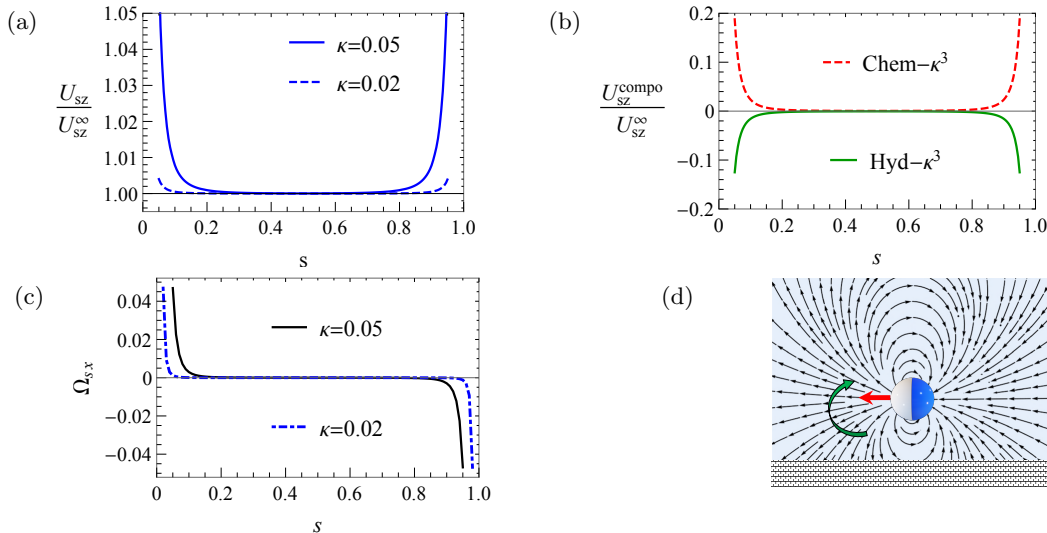 (a)
1.05
1.04
1.03
1.02
1.01
1.00
U_sz
U_sz^∞
κ=0.05
κ=0.02
0 0.2 0.4 0.6 0.8 1.0
s
(b)
0.2
0.1
0
−0.1
−0.2
U_sz^compo
U_sz^∞
Chem−κ³
Hyd−κ³
0 0.2 0.4 0.6 0.8 1.0
s
(c)
0.04
0.02
0
−0.02
−0.04
Ω_sx
κ=0.05
κ=0.02
0 0.2 0.4 0.6 0.8 1.0
s
(d)